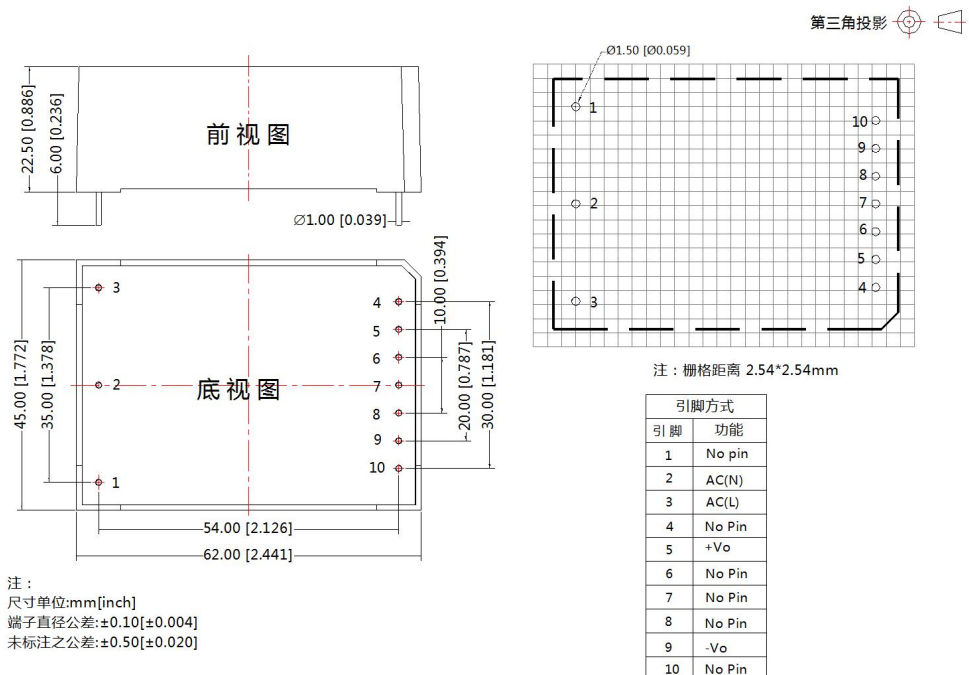 第三角投影
Ø1.50 [Ø0.059]
1
2
3
10
9
8
7
6
5
4
注：栅格距离 2.54*2.54mm
前视图
22.50 [0.886]
6.00 [0.236]
Ø1.00 [0.039]
底视图
3
2
1
4
5
6
7
8
9
10
45.00 [1.772]
35.00 [1.378]
10.00 [0.394]
20.00 [0.787]
30.00 [1.181]
54.00 [2.126]
62.00 [2.441]
引脚方式
引脚 功能
1 No pin
2 AC(N)
3 AC(L)
4 No Pin
5 +Vo
6 No Pin
7 No Pin
8 No Pin
9 -Vo
10 No Pin
注：
尺寸单位:mm[inch]
端子直径公差:±0.10[±0.004]
未标注之公差:±0.50[±0.020]